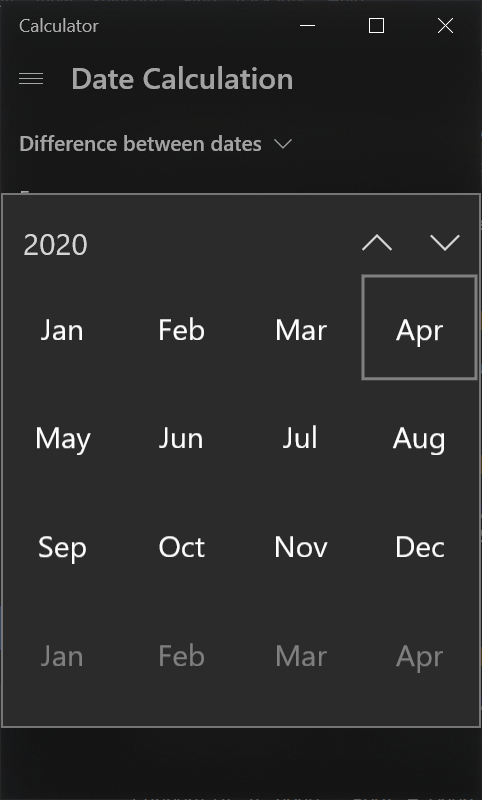 Calculator
Date Calculation
Difference between dates
2020
Jan Feb Mar Apr
May Jun Jul Aug
Sep Oct Nov Dec
Jan Feb Mar Apr